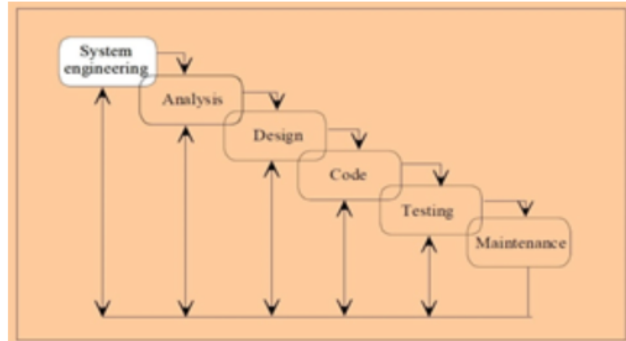 System
engineering
Analysis
Design
Code
Testing
Maintenance